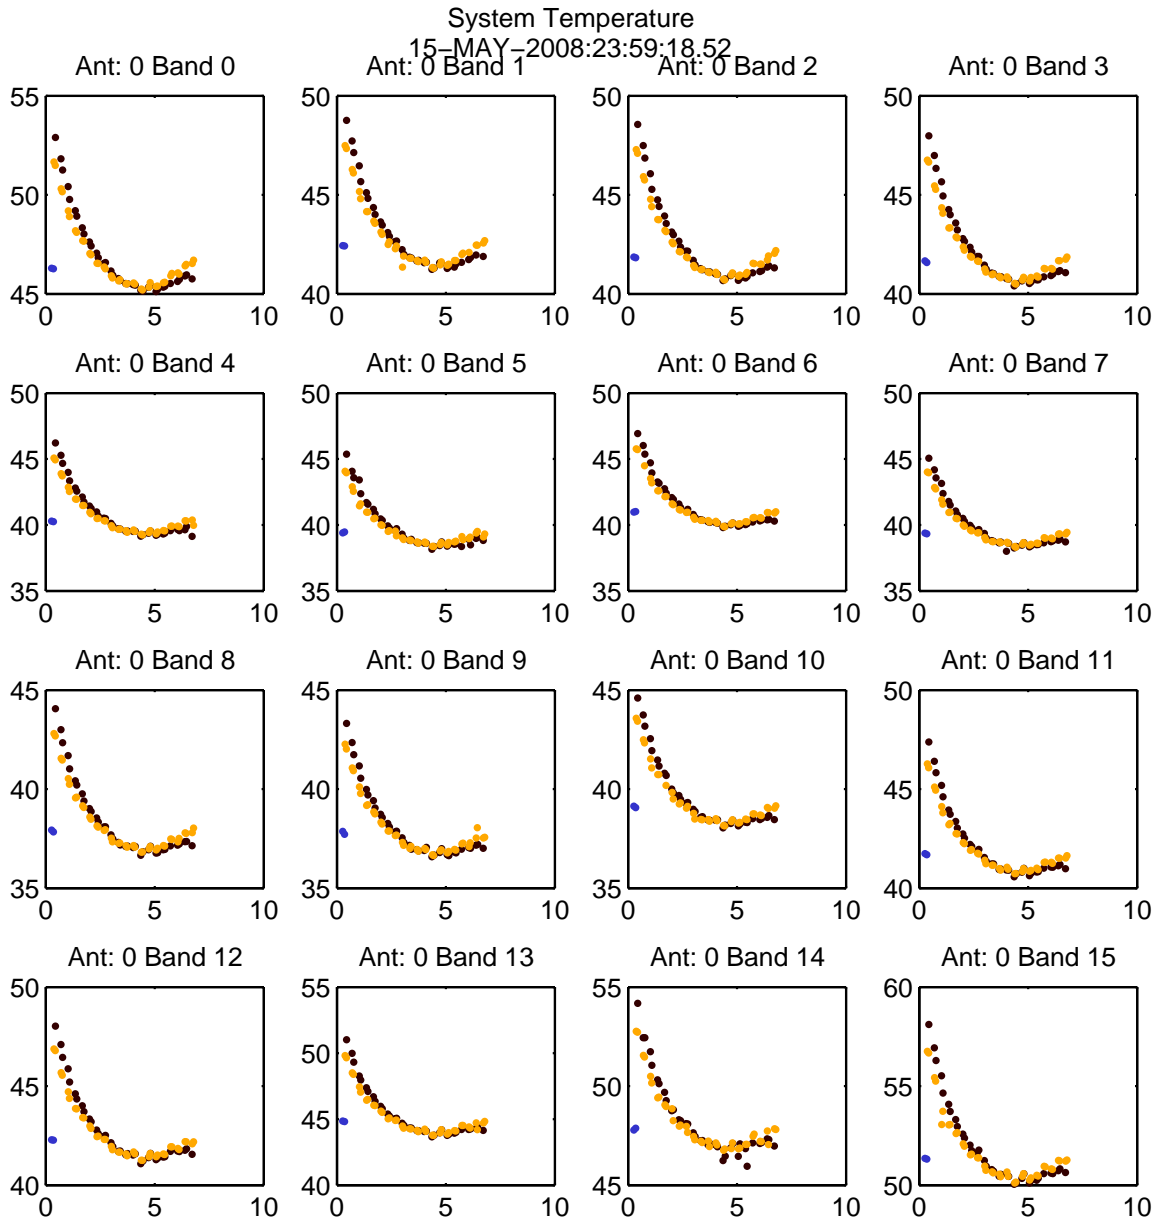 System Temperature
15−MAY−2008:23:59:18.52
Ant: 0 Band 0
Ant: 0 Band 1
Ant: 0 Band 2
Ant: 0 Band 3
55
50
45
0 5 10
50
45
40
0 5 10
50
45
40
0 5 10
50
45
40
0 5 10
Ant: 0 Band 4
Ant: 0 Band 5
Ant: 0 Band 6
Ant: 0 Band 7
50
45
40
35
0 5 10
50
45
40
35
0 5 10
50
45
40
35
0 5 10
50
45
40
35
0 5 10
Ant: 0 Band 8
Ant: 0 Band 9
Ant: 0 Band 10
Ant: 0 Band 11
45
40
35
0 5 10
45
40
35
0 5 10
45
40
35
0 5 10
50
45
40
0 5 10
Ant: 0 Band 12
Ant: 0 Band 13
Ant: 0 Band 14
Ant: 0 Band 15
50
45
40
0 5 10
55
50
45
40
0 5 10
55
50
45
0 5 10
60
55
50
0 5 10